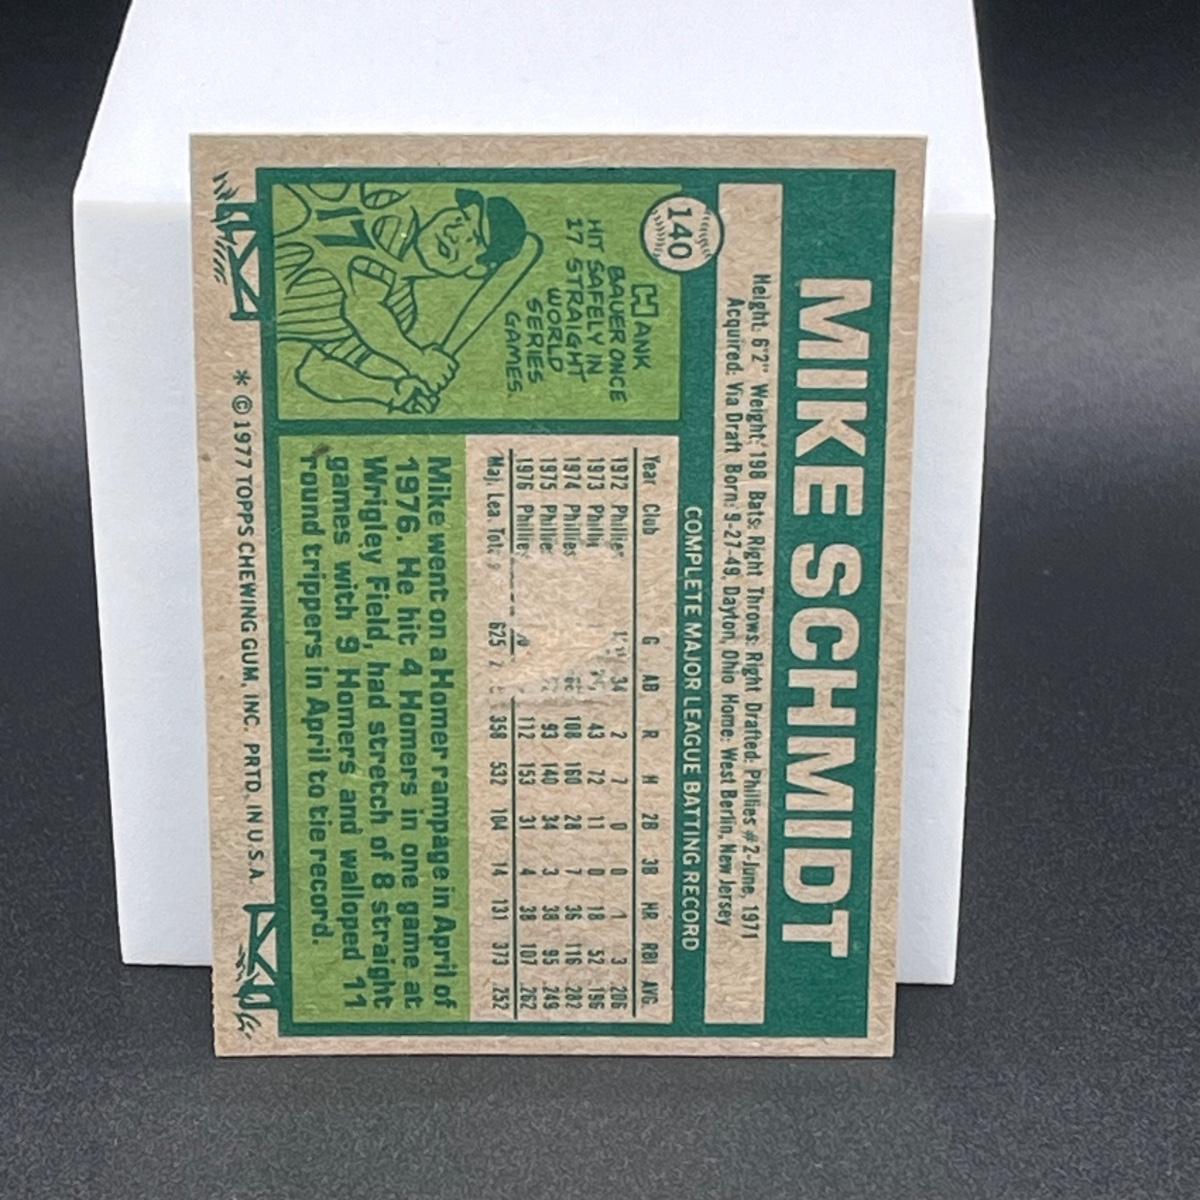 140
MIKE SCHMIDT
Height: 6'2" Weight: 198 Bats: Right Throws: Right Drafted: Phillies #2-June, 1971
Acquired: Via Draft Born: 9-27-49, Dayton, Ohio Home: West Berlin, New Jersey
COMPLETE MAJOR LEAGUE BATTING RECORD
HANK
BAUER ONCE
HIT SAFELY IN
17 STRAIGHT
WORLD
SERIES
GAMES.
17
Year Club G AB R H 2B 3B HR RBI AVG.
1972 Phillie 34 2 7 0 0 1 3 .206
1973 Philli 43 72 11 0 18 52 .196
1974 Phillies 108 160 28 7 36 116 .282
1975 Phillie 93 140 34 3 38 95 .249
1976 Phillie 112 153 31 4 38 107 .262
Maj. Lea. 625 358 532 104 14 131 373 .252
Mike went on a Homer rampage in April of
1976. He hit 4 Homers in one game at
Wrigley Field, had stretch of 8 straight
games with 9 Homers and walloped 11
round trippers in April to tie record.
* © 1977 TOPPS CHEWING GUM, INC. PRTD. IN U.S.A.